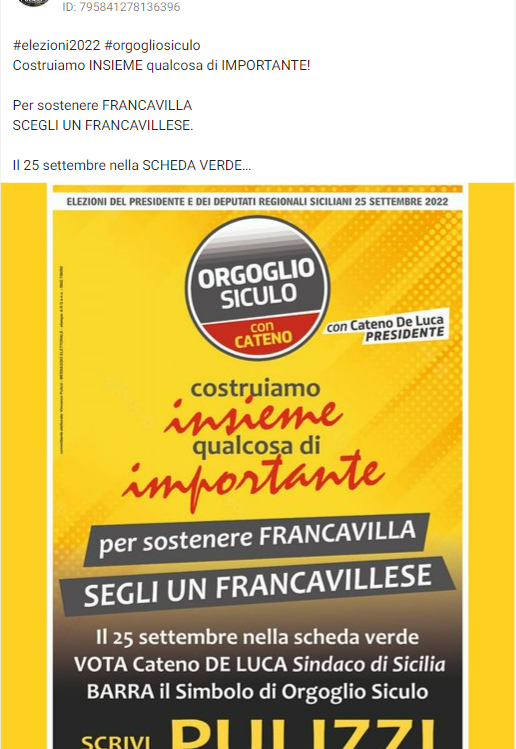 ID: 795841278136396
#elezioni2022 #orgogliosiculo
Costruiamo INSIEME qualcosa di IMPORTANTE!
Per sostenere FRANCAVILLA
SCEGLI UN FRANCAVILLESE.
Il 25 settembre nella SCHEDA VERDE...
ELEZIONI DEL PRESIDENTE E DEI DEPUTATI REGIONALI SICILIANI 25 SETTEMBRE 2022
ORGOGLIO
SICULO
con
CATENO
con Cateno De Luca
PRESIDENTE
costruiamo
insieme
qualcosa di
importante
per sostenere FRANCAVILLA
SEGLI UN FRANCAVILLESE
Il 25 settembre nella scheda verde
VOTA Cateno DE LUCA Sindaco di Sicilia
BARRA il Simbolo di Orgoglio Siculo
SCRIVI PULIZZI